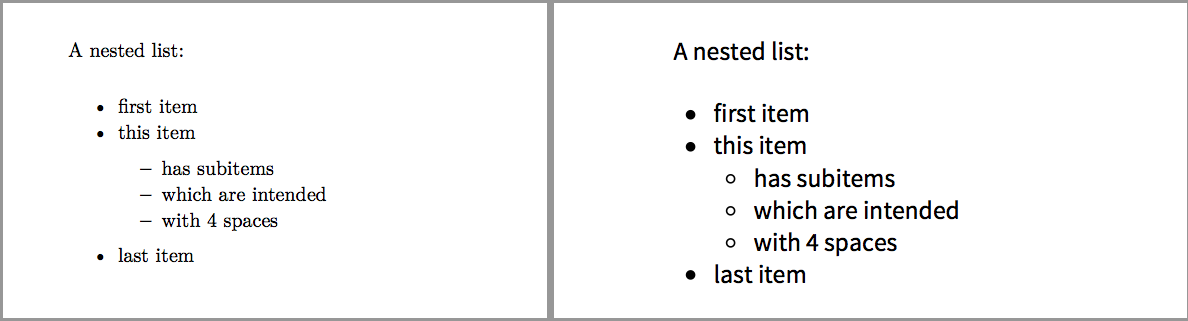 A nested list:
• first item
• this item
– has subitems
– which are intended
– with 4 spaces
• last item
A nested list:
• first item
• this item
◦ has subitems
◦ which are intended
◦ with 4 spaces
• last item